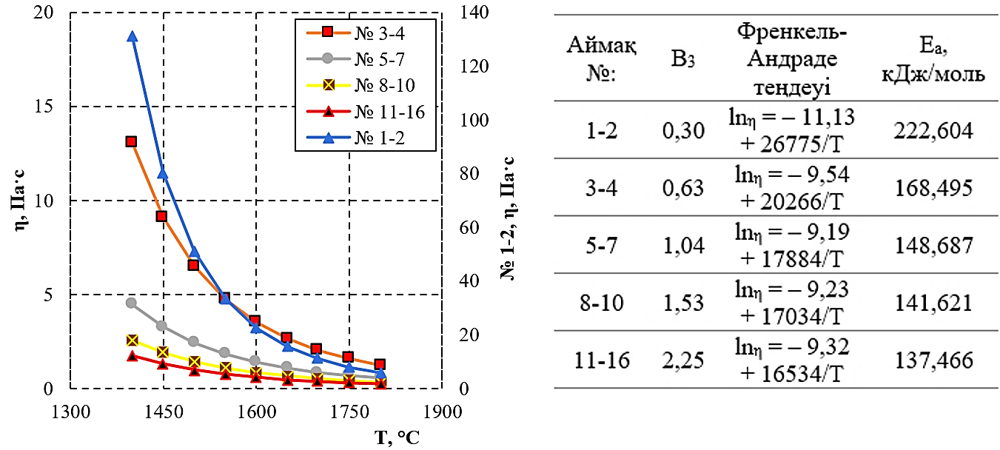 20
15
10
5
0
η, Па·с
№ 3-4
№ 5-7
№ 8-10
№ 11-16
№ 1-2
140
120
100
80
60
40
20
0
№ 1-2, η, Па·с
1300
1450
1600
1750
1900
T, °C
Аймақ
№:
B₃
Френкель-
Андраде
теңдеуі
Eₐ,
кДж/моль
1-2
0,30
lnη = – 11,13
+ 26775/T
222,604
3-4
0,63
lnη = – 9,54
+ 20266/T
168,495
5-7
1,04
lnη = – 9,19
+ 17884/T
148,687
8-10
1,53
lnη = – 9,23
+ 17034/T
141,621
11-16
2,25
lnη = – 9,32
+ 16534/T
137,466